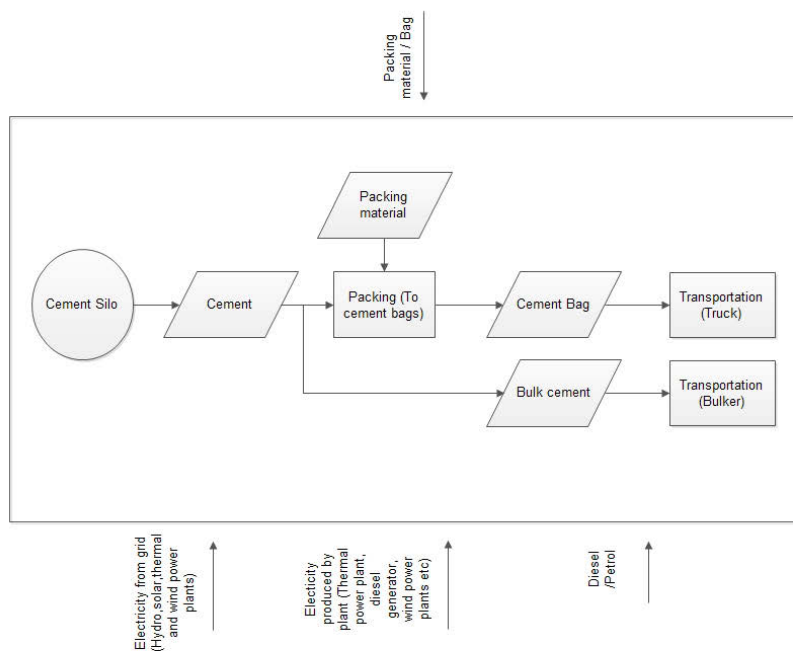 Packing
material / Bag
Packing
material
Cement Silo
Cement
Packing (To
cement bags)
Cement Bag
Transportation
(Truck)
Bulk cement
Transportation
(Bulker)
Electricity from grid
(Hydro,solar,thermal
and wind power
plants)
Electicity
produced by
plant (Thermal
power plant,
diesel
generator,
wind power
plants etc)
Diesel
/Petrol